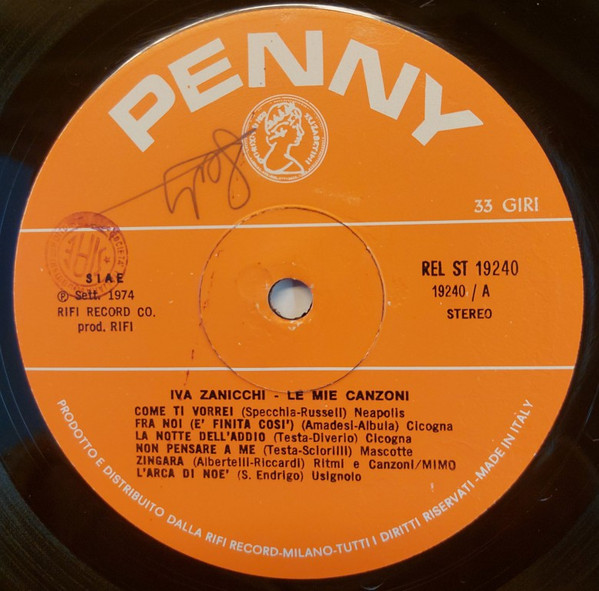 PENNY
33 GIRI
S I A E
℗ Sett. 1974
RIFI RECORD CO.
prod. RIFI
REL ST 19240
19240 / A
STEREO
IVA ZANICCHI - LE MIE CANZONI
COME TI VORREI (Specchia-Russell) Neapolis
FRA NOI (E' FINITA COSI') (Amadesi-Albula) Cicogna
LA NOTTE DELL'ADDIO (Testa-Diverio) Cicogna
NON PENSARE A ME (Testa-Sciorilli) Mascotte
ZINGARA (Albertelli-Riccardi) Ritmi e Canzoni/MIMO
L'ARCA DI NOE' (S. Endrigo) Usignolo
PRODOTTO E DISTRIBUITO DALLA RIFI RECORD-MILANO-TUTTI I DIRITTI RISERVATI-MADE IN ITALY